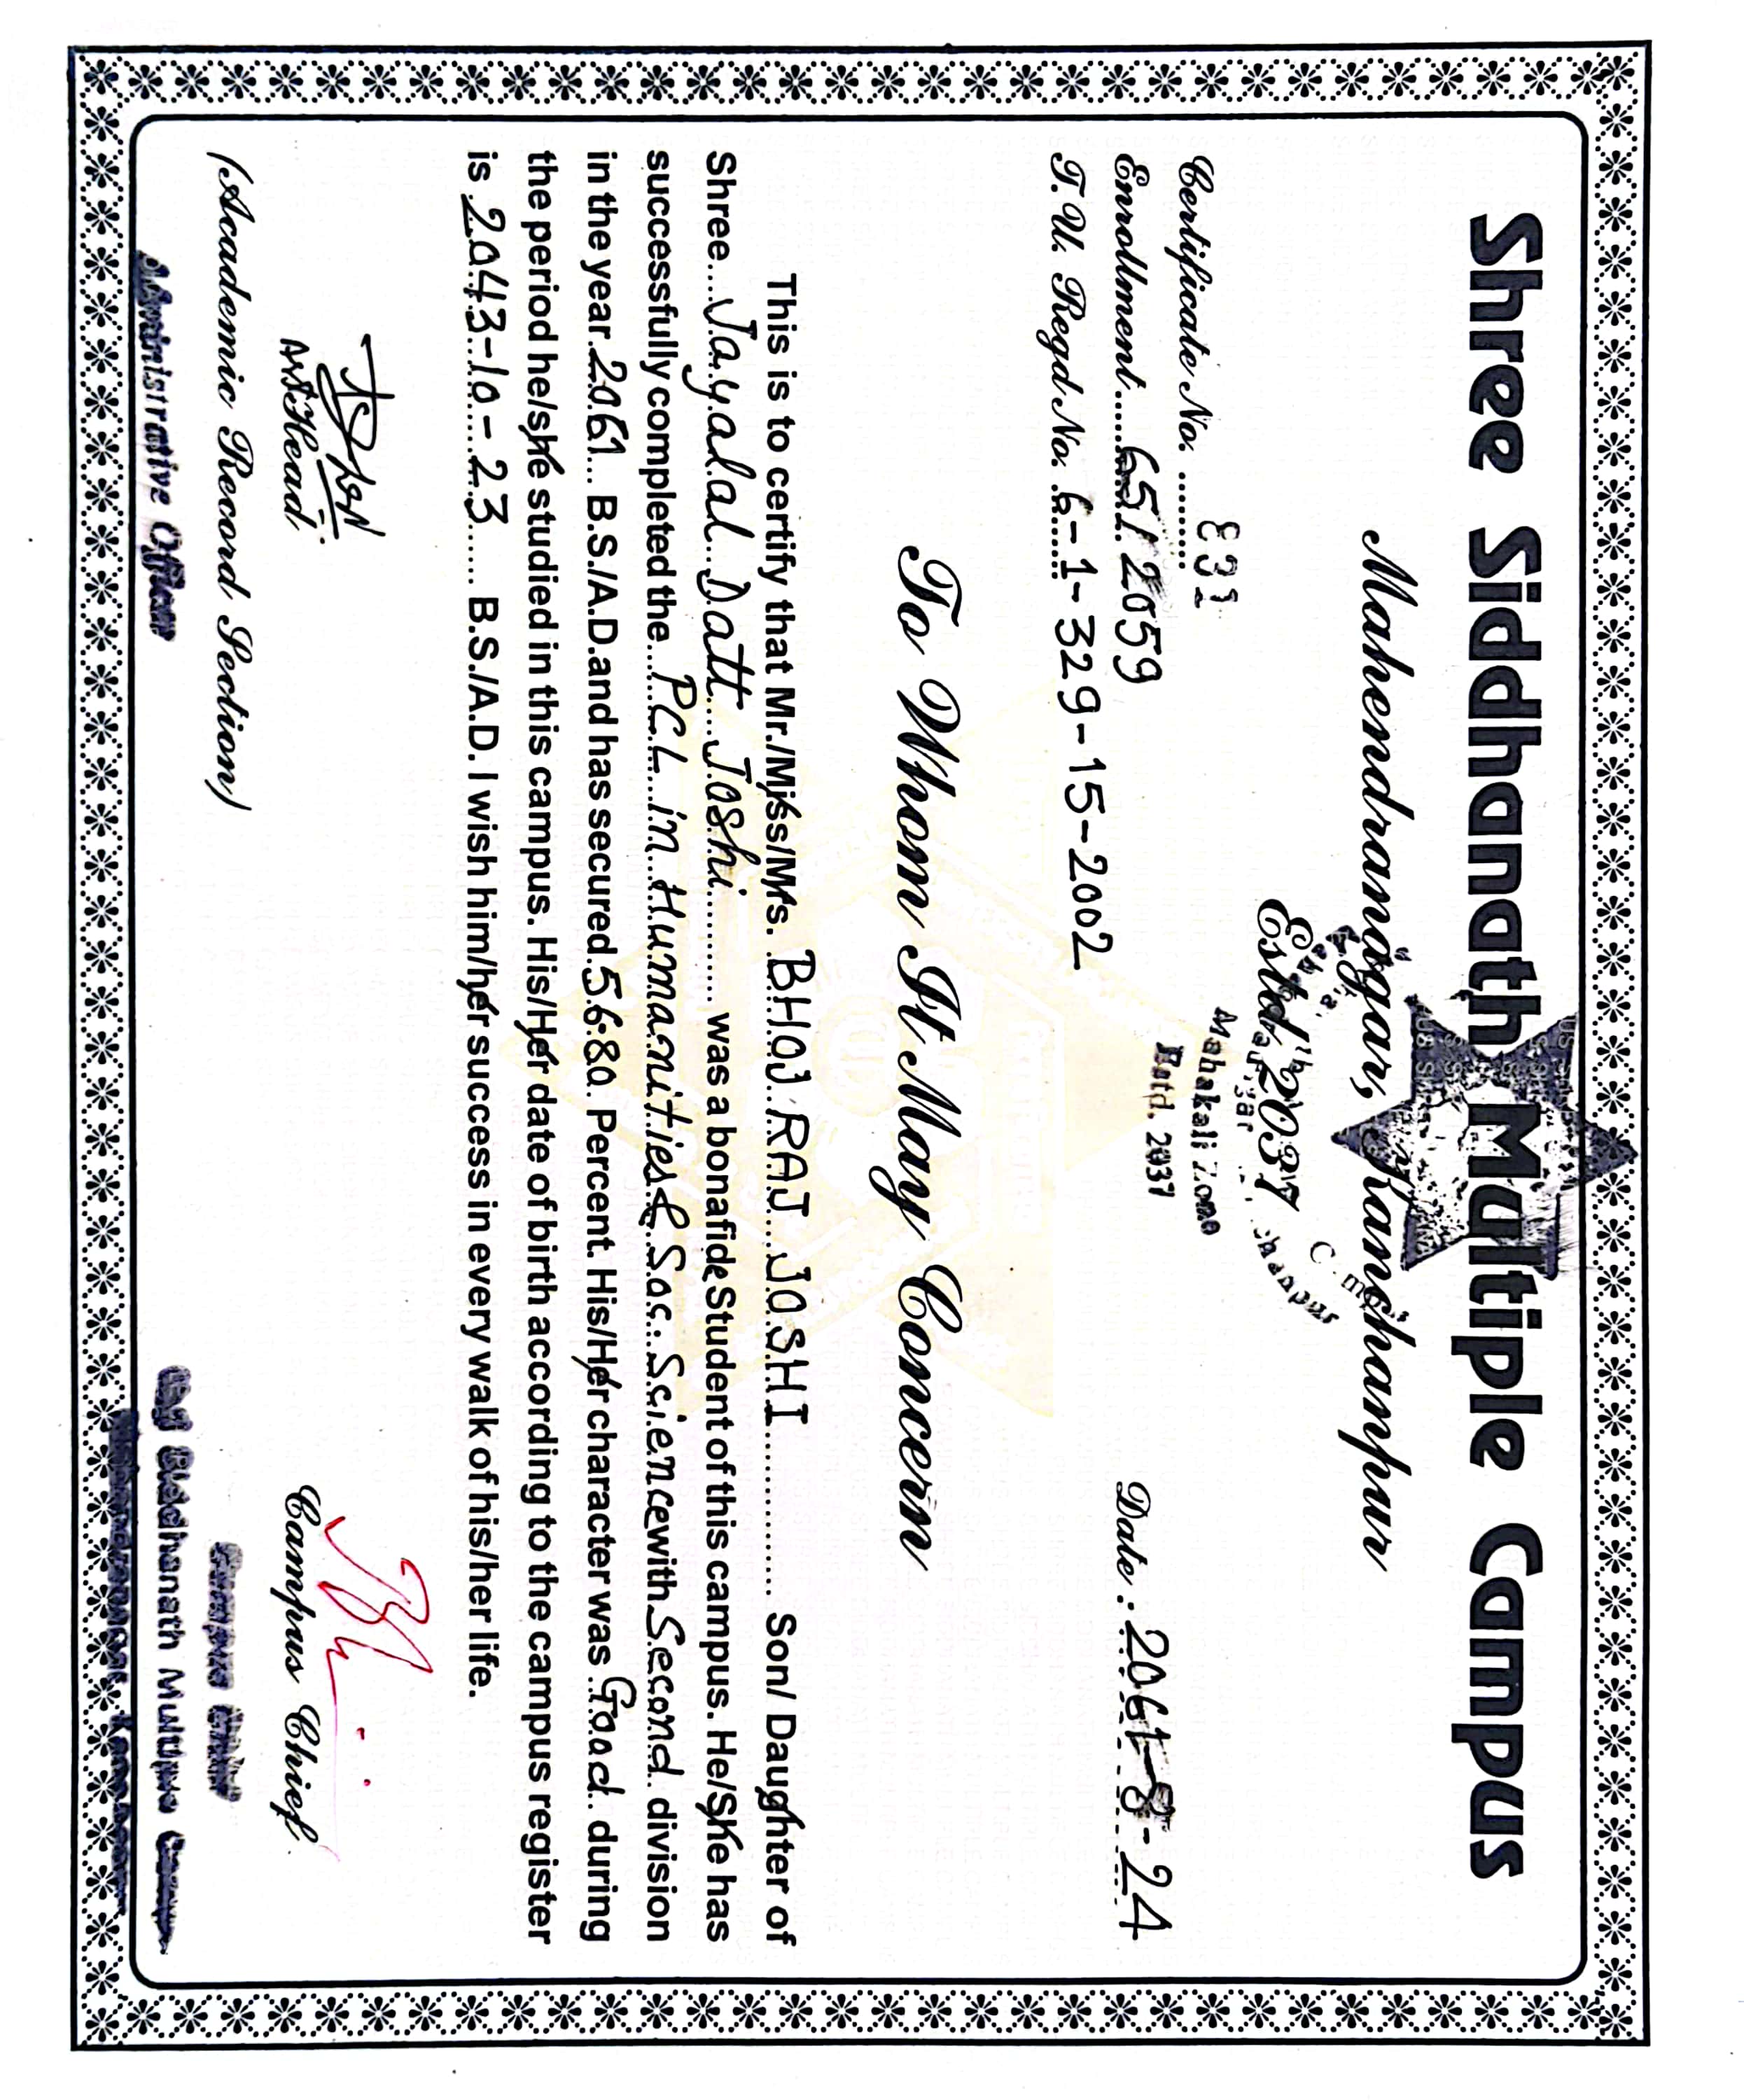 Shree Siddhanath Multiple Campus
Mahendranagar, Kanchanpur
Estd. 2037
Mahakali Zone
Estd. 2037
Certificate No. 831
Enrollment 65/2059
Date : 2061-8-24
T. U. Regd No. 6-1-329-15-2002
To Whom It May Concern
This is to certify that Mr./Miss/Mrs. BHOJ RAJ JOSHI Son/ Daughter of
Shree Jayalal Datt Joshi was a bonafide Student of this campus. He/She has
successfully completed the PCL in Humanities & Soc. Science with Second division
in the year 2061 B.S./A.D.and has secured 56.80 Percent. His/Her character was Good during
the period he/she studied in this campus. His/Her date of birth according to the campus register
is 2043-10-23 B.S./A.D. I wish him/her success in every walk of his/her life.
Head
Campus Chief
(Academic Record Section)
Campus Chief
Administrative Officer
Siddhanath Multiple Campus
Mahendranagar,